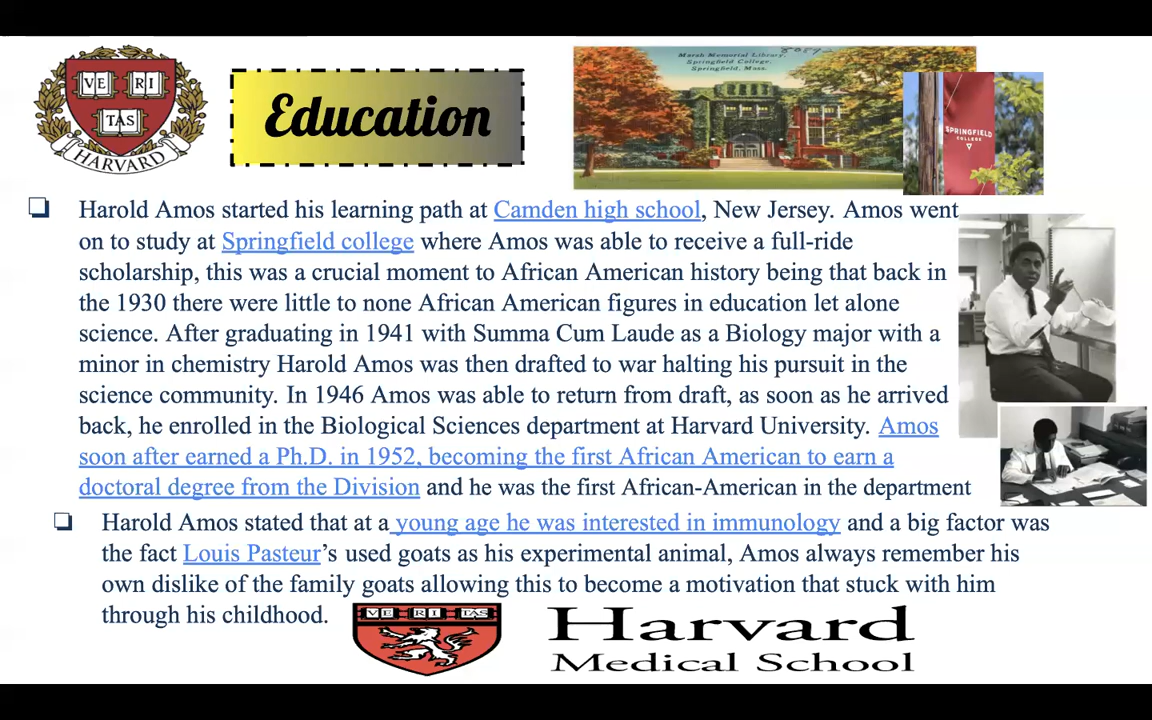 VE RI
TAS
HARVARD
Education
Marsh Memorial Library,
Springfield College,
Springfield, Mass.
SPRINGFIELD
COLLEGE
Harold Amos started his learning path at Camden high school, New Jersey. Amos went
on to study at Springfield college where Amos was able to receive a full-ride
scholarship, this was a crucial moment to African American history being that back in
the 1930 there were little to none African American figures in education let alone
science. After graduating in 1941 with Summa Cum Laude as a Biology major with a
minor in chemistry Harold Amos was then drafted to war halting his pursuit in the
science community. In 1946 Amos was able to return from draft, as soon as he arrived
back, he enrolled in the Biological Sciences department at Harvard University. Amos
soon after earned a Ph.D. in 1952, becoming the first African American to earn a
doctoral degree from the Division and he was the first African-American in the department
Harold Amos stated that at a young age he was interested in immunology and a big factor was
the fact Louis Pasteur’s used goats as his experimental animal, Amos always remember his
own dislike of the family goats allowing this to become a motivation that stuck with him
through his childhood.
VE RI TAS
Harvard
Medical School